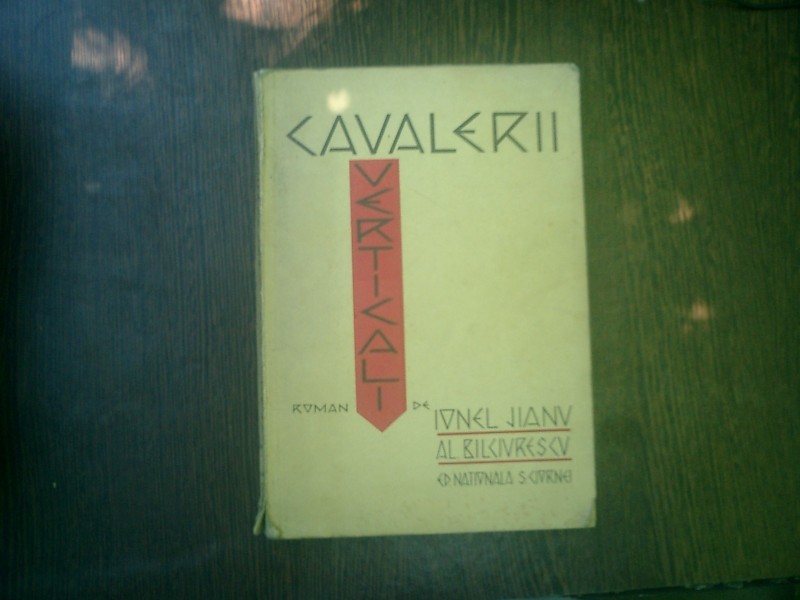 CAVALERII
VERTICALI
ROMAN DE
IONEL JIANU
AL. BILCIURESCU
ED NATIONALA S. CIORNEI